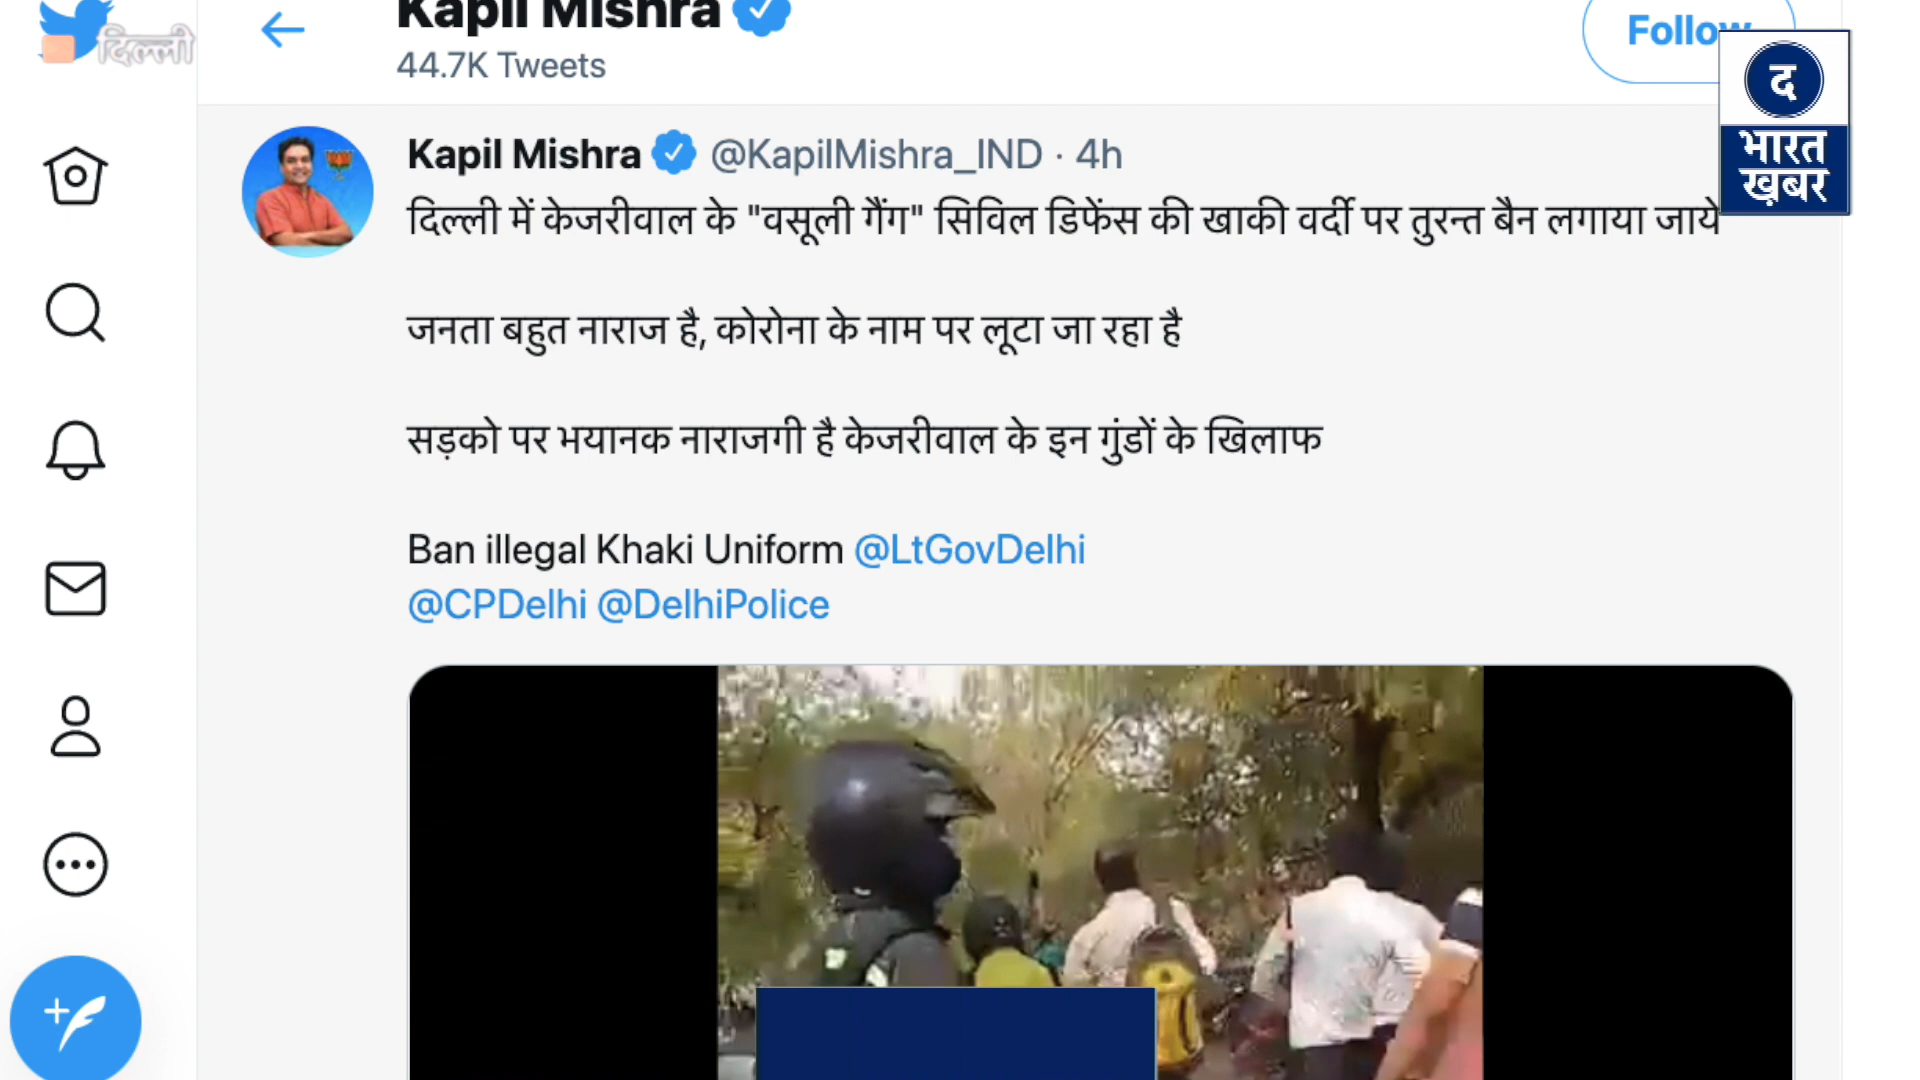 दिल्ली
Kapil Mishra
44.7K Tweets
Follow
द
भारत
ख़बर
Kapil Mishra @KapilMishra_IND · 4h
दिल्ली में केजरीवाल के "वसूली गैंग" सिविल डिफेंस की खाकी वर्दी पर तुरन्त बैन लगाया जाये
जनता बहुत नाराज है, कोरोना के नाम पर लूटा जा रहा है
सड़को पर भयानक नाराजगी है केजरीवाल के इन गुंडों के खिलाफ
Ban illegal Khaki Uniform @LtGovDelhi
@CPDelhi @DelhiPolice